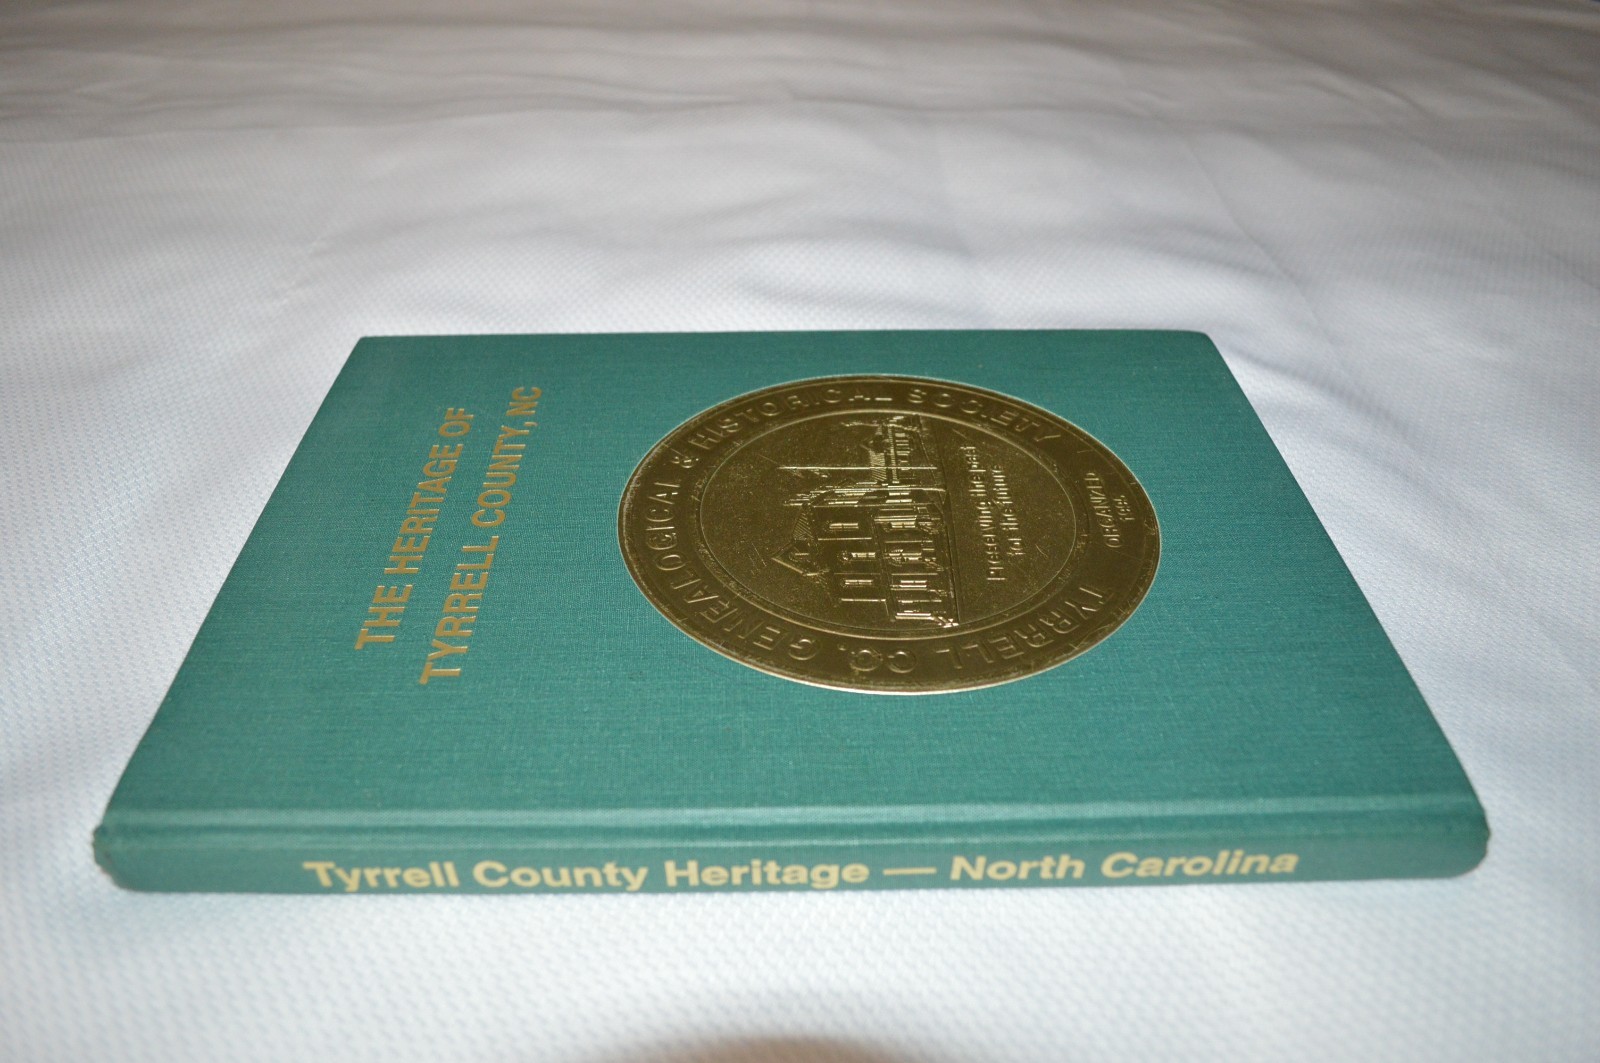 THE HERITAGE OF
TYRRELL COUNTY, NC
TYRRELL CO. GENEALOGICAL & HISTORICAL SOCIETY
Preserving the past
for the future
ORGANIZED
Tyrrell County Heritage — North Carolina